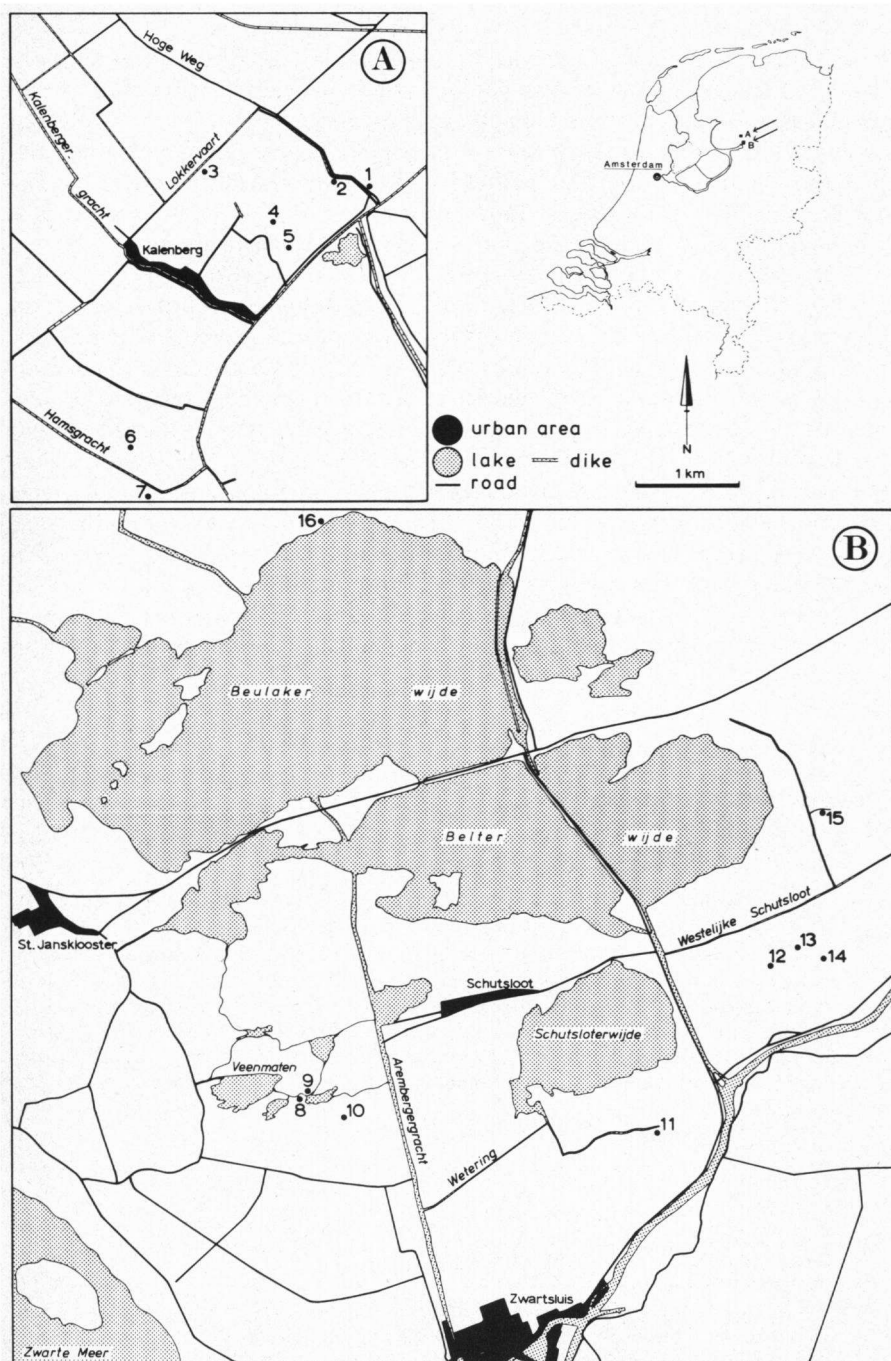 A
Hoge Weg
Kalenberger
gracht
Lokkervaart
3
2
1
4
5
Kalenberg
Hamsgracht
6
7
A
B
Amsterdam
N
1 km
urban area
lake
dike
road
B
16
Beulaker wijde
Belter wijde
15
St. Jansklooster
Westelijke Schutsloot
13
12
14
Schutsloot
Schutsloterwijde
Veenmaten
9
8
10
Arembergergracht
11
Wetering
Zwartsluis
Zwarte Meer